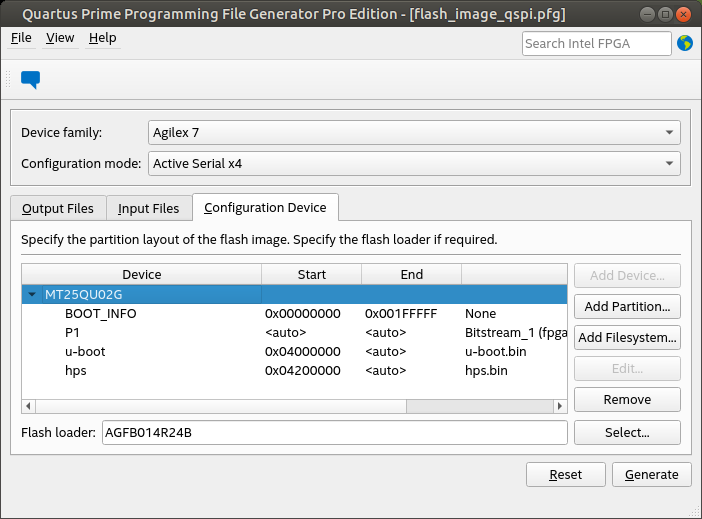 Quartus Prime Programming File Generator Pro Edition - [flash_image_qspi.pfg]
File View Help
Search Intel FPGA
Device family: Agilex 7
Configuration mode: Active Serial x4
Output Files Input Files Configuration Device
Specify the partition layout of the flash image. Specify the flash loader if required.
Device Start End
MT25QU02G
BOOT_INFO 0x00000000 0x001FFFFF None
P1 <auto> <auto> Bitstream_1 (fpga
u-boot 0x04000000 <auto> u-boot.bin
hps 0x04200000 <auto> hps.bin
Add Device...
Add Partition...
Add Filesystem...
Edit...
Remove
Flash loader: AGFB014R24B Select...
Reset Generate